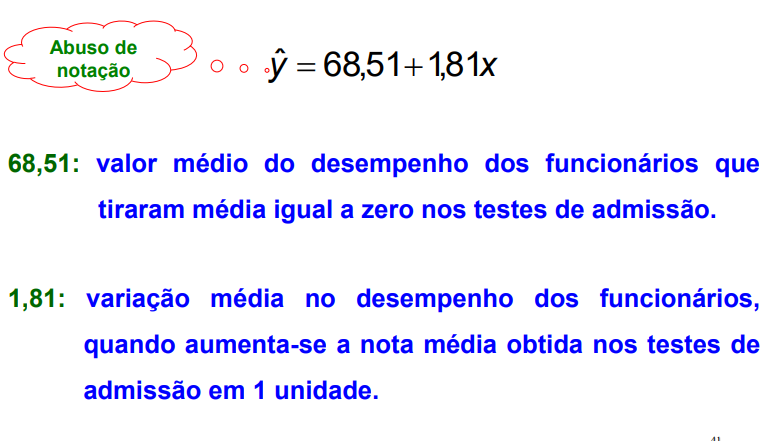 Abuso de
notação
ŷ = 68,51+1,81x
68,51: valor médio do desempenho dos funcionários que
tiraram média igual a zero nos testes de admissão.
1,81: variação média no desempenho dos funcionários,
quando aumenta-se a nota média obtida nos testes de
admissão em 1 unidade.